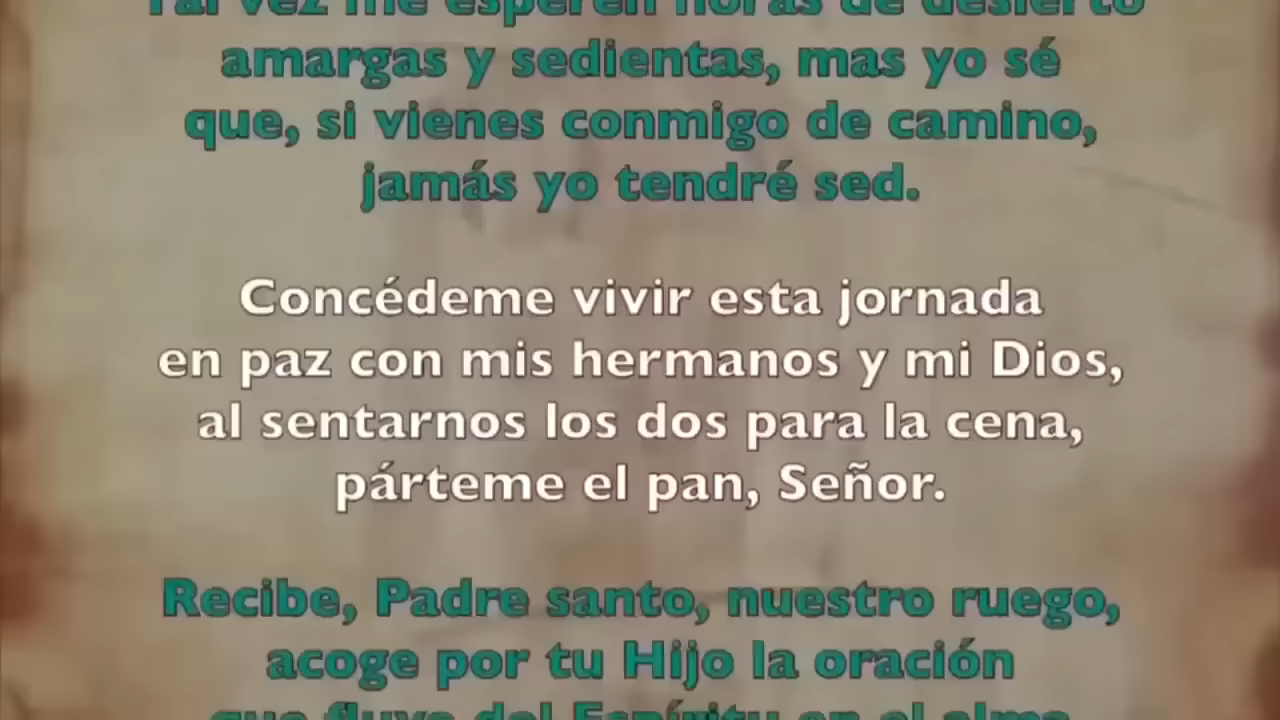 Tal vez me esperen horas de desierto
amargas y sedientas, mas yo sé
que, si vienes conmigo de camino,
jamás yo tendré sed.
Concédeme vivir esta jornada
en paz con mis hermanos y mi Dios,
al sentarnos los dos para la cena,
párteme el pan, Señor.
Recibe, Padre santo, nuestro ruego,
acoge por tu Hijo la oración
que fluye del Espíritu en el alma